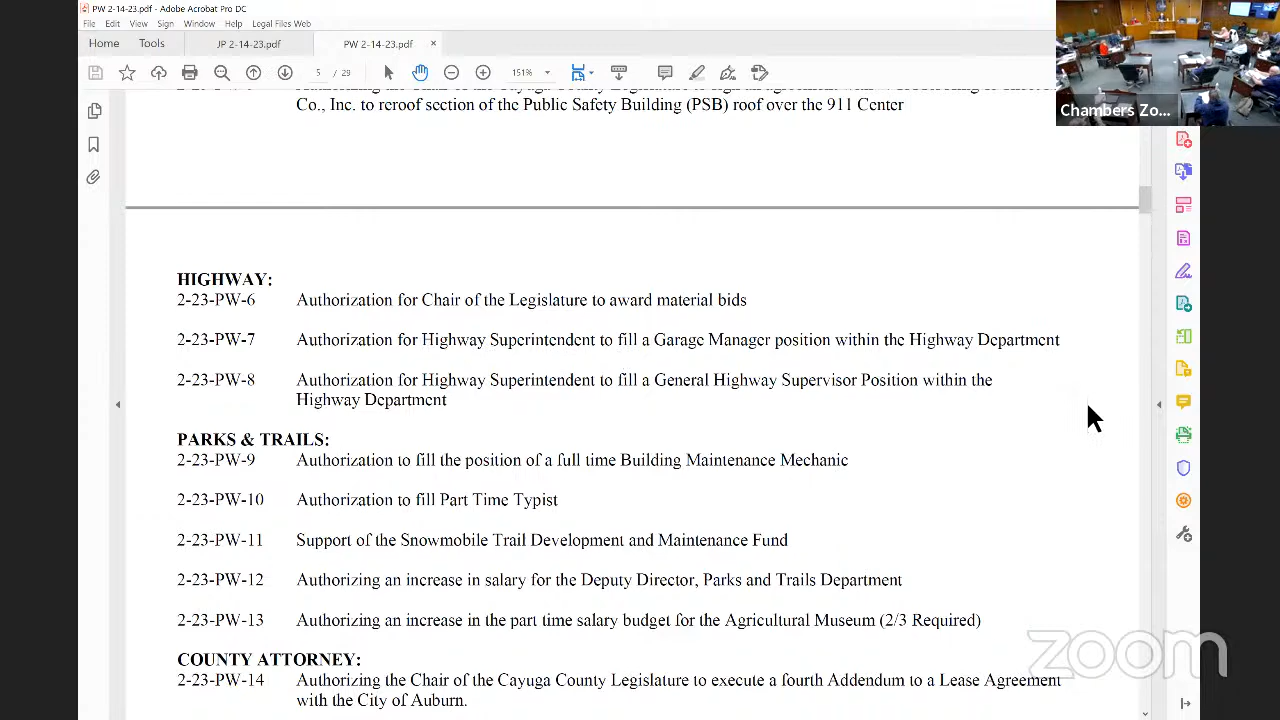 PW 2-14-23.pdf - Adobe Acrobat Pro DC
File Edit View Sign Window Help Legal Files Web
Home Tools JP 2-14-23.pdf PW 2-14-23.pdf ×
5 / 29 151%
Co., Inc. to reroof section of the Public Safety Building (PSB) roof over the 911 Center
Chambers Zo...
HIGHWAY:
2-23-PW-6 Authorization for Chair of the Legislature to award material bids
2-23-PW-7 Authorization for Highway Superintendent to fill a Garage Manager position within the Highway Department
2-23-PW-8 Authorization for Highway Superintendent to fill a General Highway Supervisor Position within the
Highway Department
PARKS & TRAILS:
2-23-PW-9 Authorization to fill the position of a full time Building Maintenance Mechanic
2-23-PW-10 Authorization to fill Part Time Typist
2-23-PW-11 Support of the Snowmobile Trail Development and Maintenance Fund
2-23-PW-12 Authorizing an increase in salary for the Deputy Director, Parks and Trails Department
2-23-PW-13 Authorizing an increase in the part time salary budget for the Agricultural Museum (2/3 Required)
COUNTY ATTORNEY:
2-23-PW-14 Authorizing the Chair of the Cayuga County Legislature to execute a fourth Addendum to a Lease Agreement
with the City of Auburn.
zoom